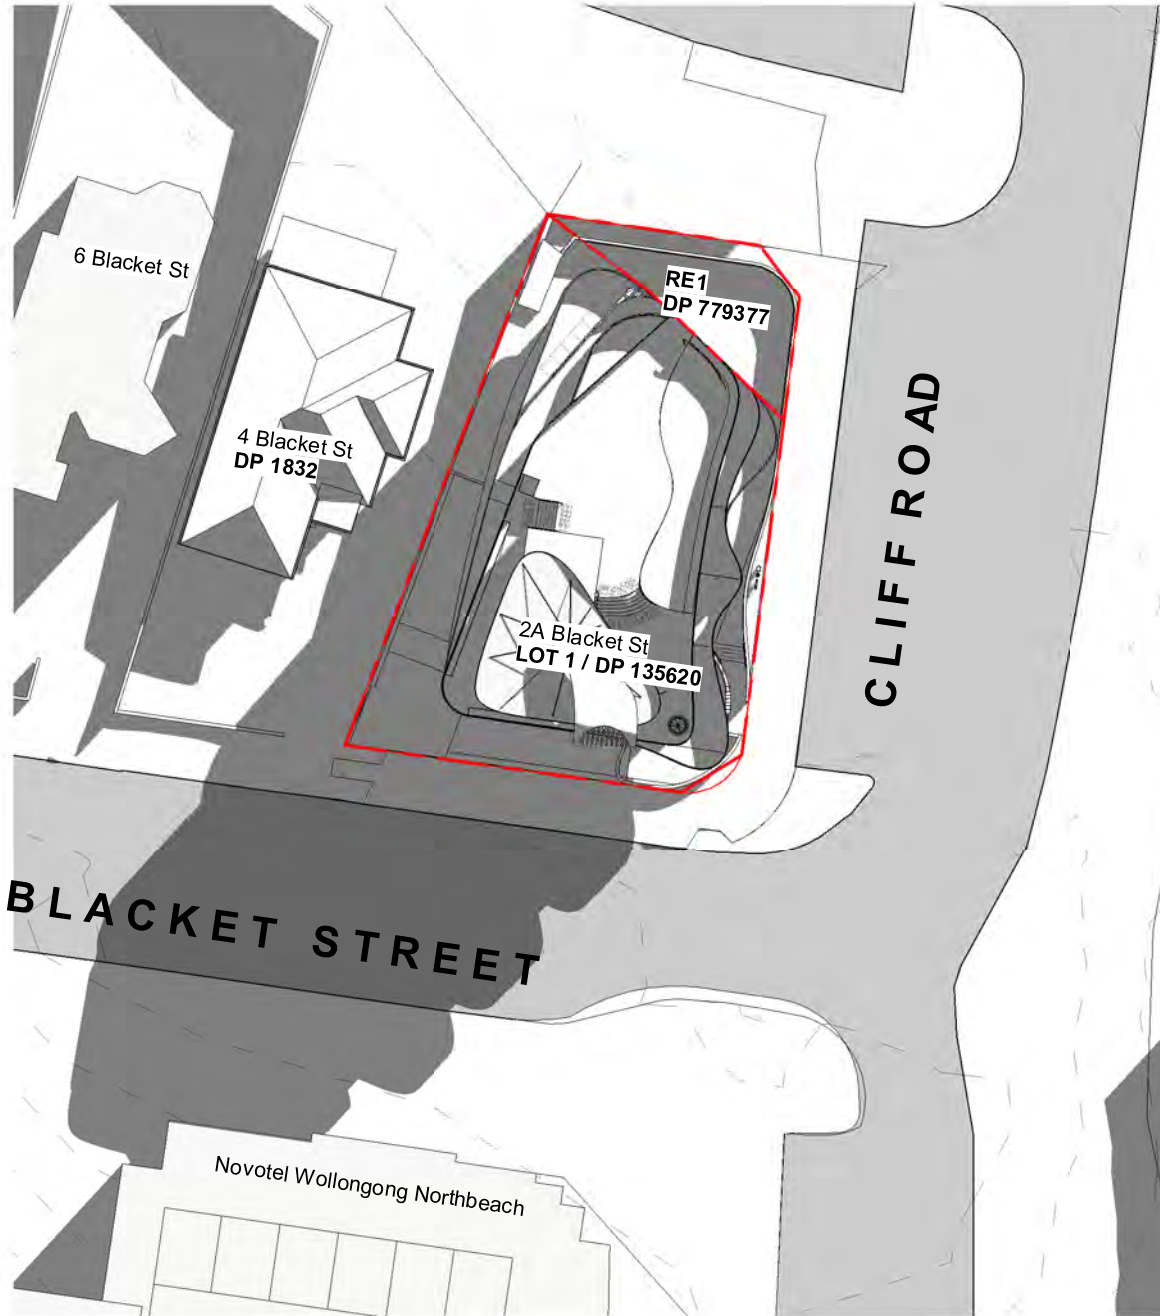 6 Blacket St
RE1
DP 779377
4 Blacket St
DP 1832
CLIFF ROAD
2A Blacket St
LOT 1 / DP 135620
BLACKET STREET
Novotel Wollongong Northbeach